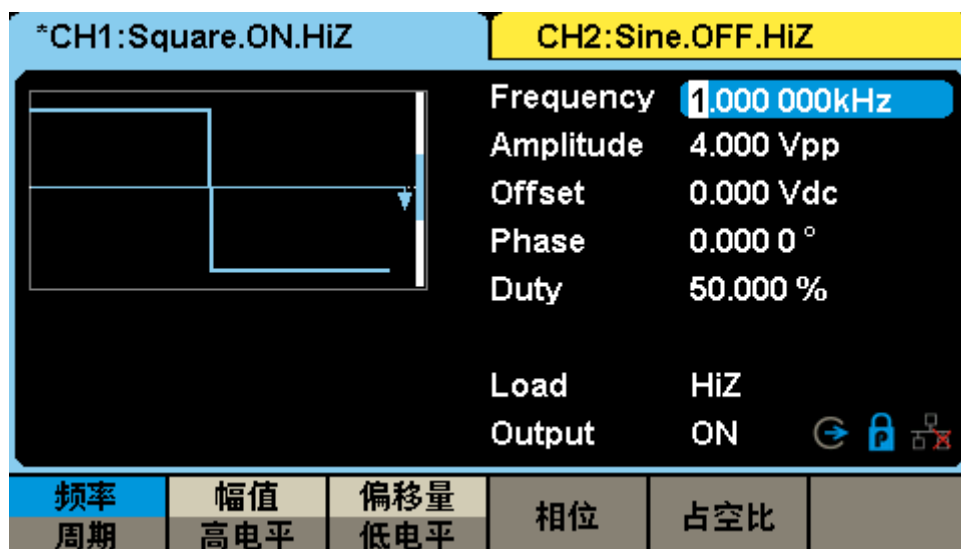 *CH1:Square.ON.HiZ
CH2:Sine.OFF.HiZ
Frequency 1.000 000kHz
Amplitude 4.000 Vpp
Offset 0.000 Vdc
Phase 0.000 0 °
Duty 50.000 %
Load HiZ
Output ON
P
频率 幅值 偏移量 相位 占空比
周期 高电平 低电平